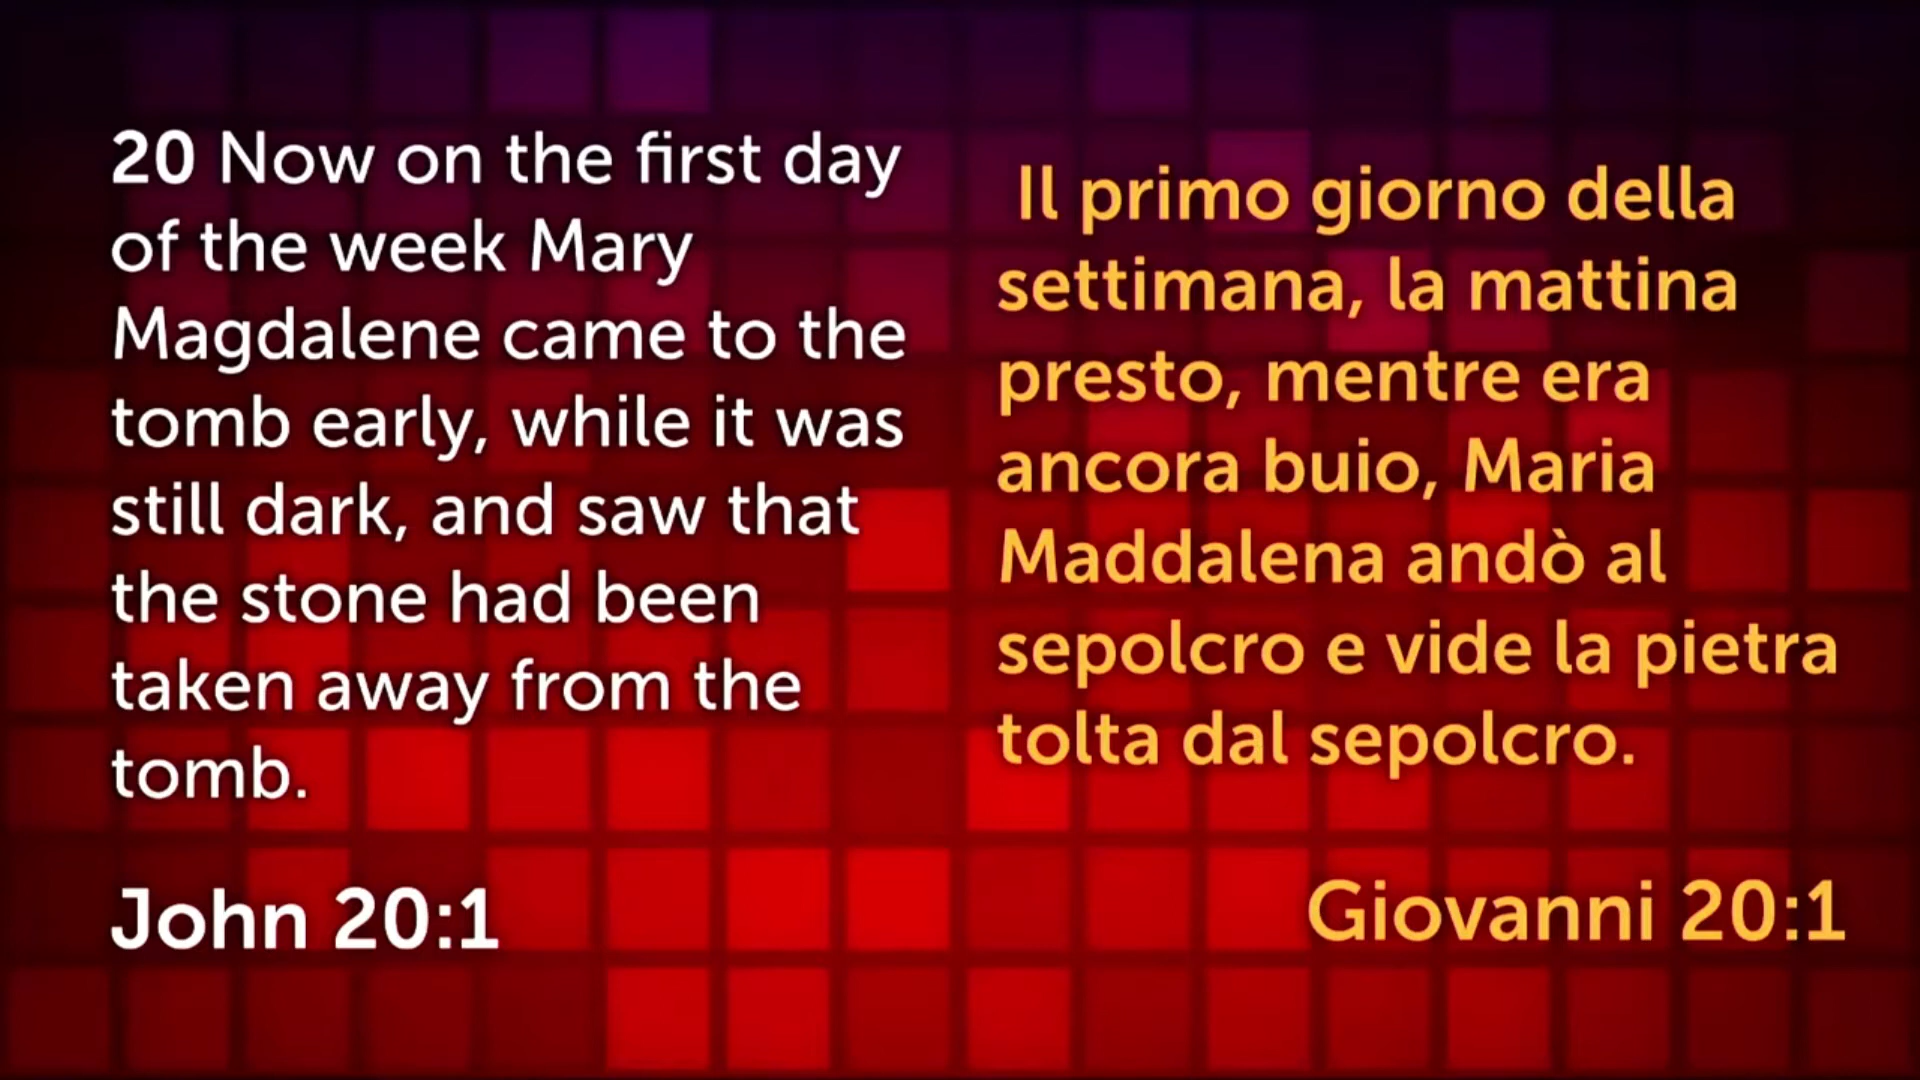 20 Now on the first day
of the week Mary
Magdalene came to the
tomb early, while it was
still dark, and saw that
the stone had been
taken away from the
tomb.
John 20:1
Il primo giorno della
settimana, la mattina
presto, mentre era
ancora buio, Maria
Maddalena andò al
sepolcro e vide la pietra
tolta dal sepolcro.
Giovanni 20:1